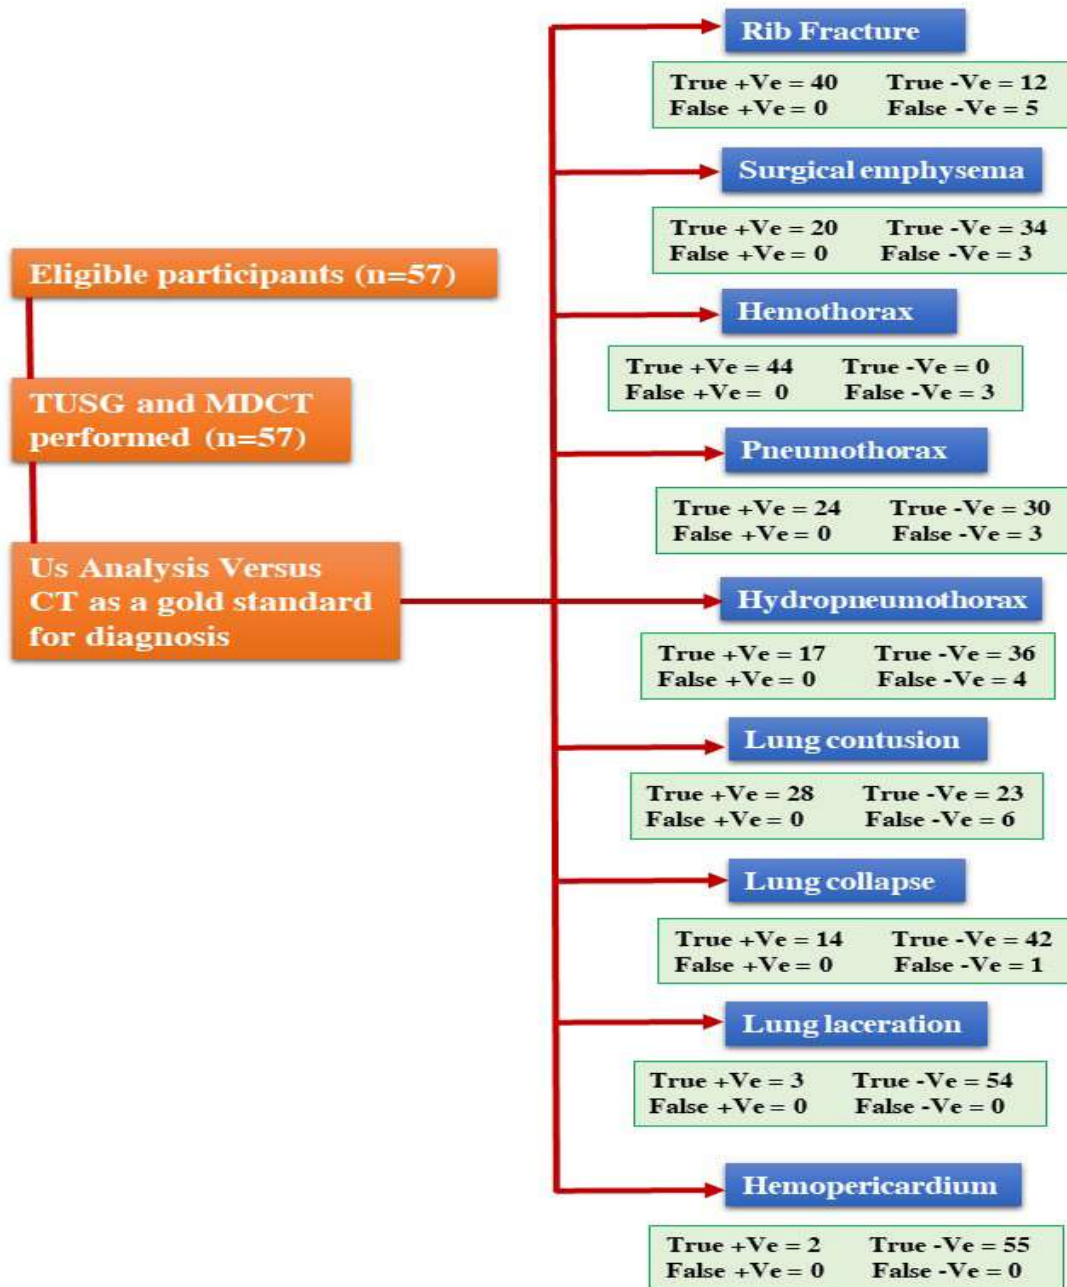 Eligible participants (n=57)
TUSG and MDCT
performed (n=57)
Us Analysis Versus
CT as a gold standard
for diagnosis
Rib Fracture
True +Ve = 40 True -Ve = 12
False +Ve = 0 False -Ve = 5
Surgical emphysema
True +Ve = 20 True -Ve = 34
False +Ve = 0 False -Ve = 3
Hemothorax
True +Ve = 44 True -Ve = 0
False +Ve = 0 False -Ve = 3
Pneumothorax
True +Ve = 24 True -Ve = 30
False +Ve = 0 False -Ve = 3
Hydropneumothorax
True +Ve = 17 True -Ve = 36
False +Ve = 0 False -Ve = 4
Lung contusion
True +Ve = 28 True -Ve = 23
False +Ve = 0 False -Ve = 6
Lung collapse
True +Ve = 14 True -Ve = 42
False +Ve = 0 False -Ve = 1
Lung laceration
True +Ve = 3 True -Ve = 54
False +Ve = 0 False -Ve = 0
Hemopericardium
True +Ve = 2 True -Ve = 55
False +Ve = 0 False -Ve = 0